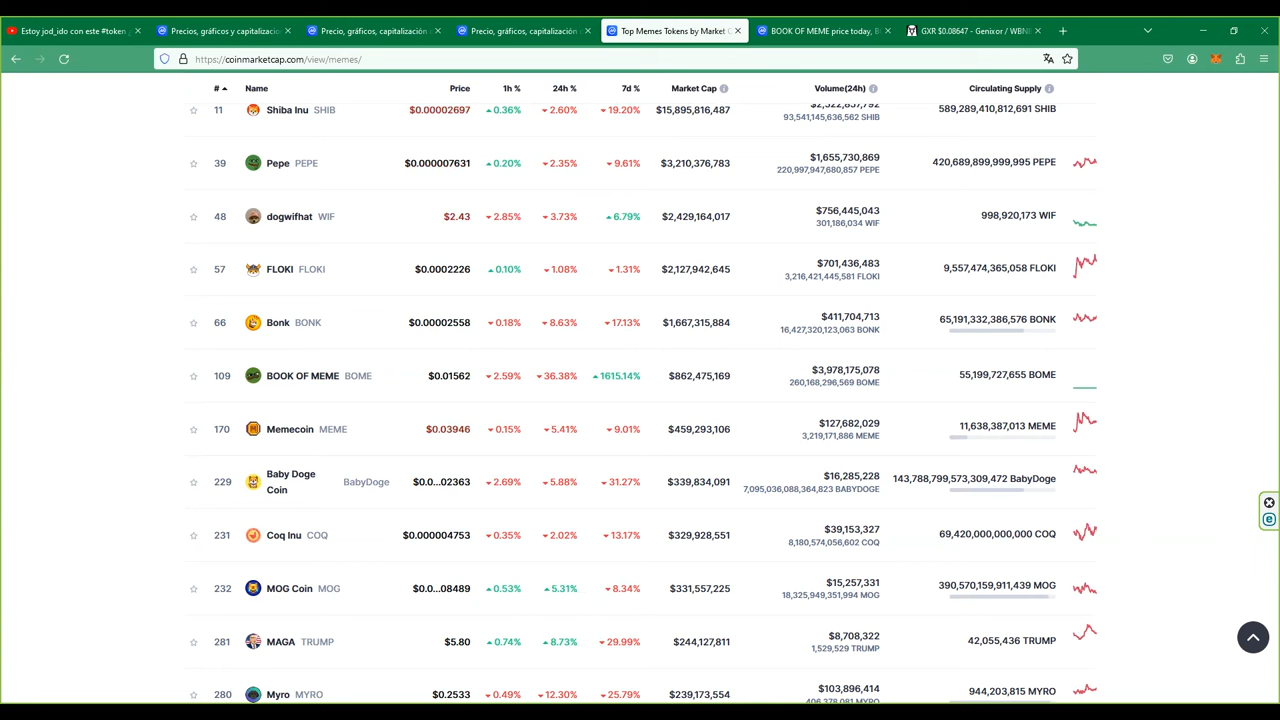 Estoy jod_ido con este #token
Precios, gráficos y capitalizacion
Precio, gráficos, capitalización
Precio, gráficos, capitalización
Top Memes Tokens by Market C
BOOK OF MEME price today, B
GXR $0.08647 - Genixor / WBN
https://coinmarketcap.com/view/memes/
# Name Price 1h % 24h % 7d % Market Cap Volume(24h) Circulating Supply
11 Shiba Inu SHIB $0.00002697 0.36% 2.60% 19.20% $15,895,816,487 $2,522,857,792 589,289,410,812,691 SHIB
93,541,145,636,562 SHIB
39 Pepe PEPE $0.000007631 0.20% 2.35% 9.61% $3,210,376,783 $1,655,730,869 420,689,899,999,995 PEPE
220,997,947,680,857 PEPE
48 dogwifhat WIF $2.43 2.85% 3.73% 6.79% $2,429,164,017 $756,445,043 998,920,173 WIF
301,186,034 WIF
57 FLOKI FLOKI $0.0002226 0.10% 1.08% 1.31% $2,127,942,645 $701,436,483 9,557,474,365,058 FLOKI
3,216,421,445,581 FLOKI
66 Bonk BONK $0.00002558 0.18% 8.63% 17.13% $1,667,315,884 $411,704,713 65,191,332,386,576 BONK
16,427,320,123,063 BONK
109 BOOK OF MEME BOME $0.01562 2.59% 36.38% 1615.14% $862,475,169 $3,978,175,078 55,199,727,655 BOME
260,168,296,569 BOME
170 Memecoin MEME $0.03946 0.15% 5.41% 9.01% $459,293,106 $127,682,029 11,638,387,013 MEME
3,219,171,886 MEME
229 Baby Doge Coin BabyDoge $0.0...02363 2.69% 5.88% 31.27% $339,834,091 $16,285,228 143,788,799,573,309,472 BabyDoge
7,095,036,088,364,823 BABYDOGE
231 Coq Inu COQ $0.000004753 0.35% 2.02% 13.17% $329,928,551 $39,153,327 69,420,000,000,000 COQ
8,180,574,056,602 COQ
232 MOG Coin MOG $0.0...08489 0.53% 5.31% 8.34% $331,557,225 $15,257,331 390,570,159,911,439 MOG
18,325,949,351,994 MOG
281 MAGA TRUMP $5.80 0.74% 8.73% 29.99% $244,127,811 $8,708,322 42,055,436 TRUMP
1,529,529 TRUMP
280 Myro MYRO $0.2533 0.49% 12.30% 25.79% $239,173,554 $103,896,414 944,203,815 MYRO
406,378,081 MYRO